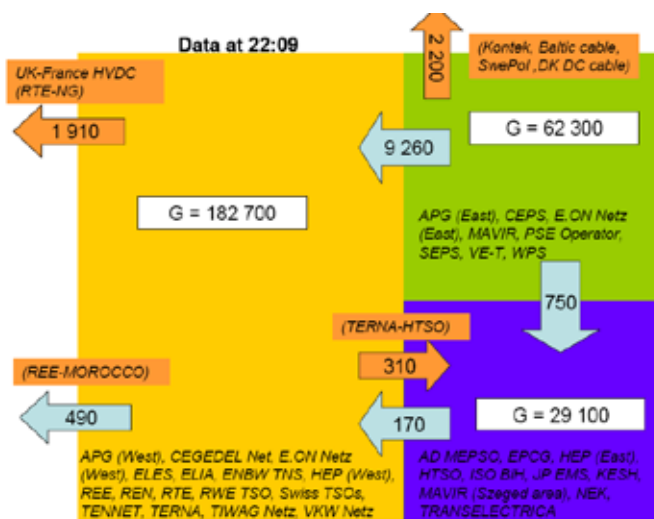 Data at 22:09
2 200
(Kontek, Baltic cable,
SwePol ,DK DC cable)
UK-France HVDC
(RTE-NG)
1 910
9 260
G = 62 300
G = 182 700
APG (East), CEPS, E.ON Netz
(East), MAVIR, PSE Operator,
SEPS, VE-T, WPS
750
(TERNA-HTSO)
310
(REE-MOROCCO)
490
170
G = 29 100
APG (West), CEGEDEL Net, E.ON Netz
(West), ELES, ELIA, ENBW TNS, HEP (West),
REE, REN, RTE, RWE TSO, Swiss TSOs,
TENNET, TERNA, TIWAG Netz, VKW Netz
AD MEPSO, EPCG, HEP (East),
HTSO, ISO BIH, JP EMS, KESH,
MAVIR (Szeged area), NEK,
TRANSELECTRICA